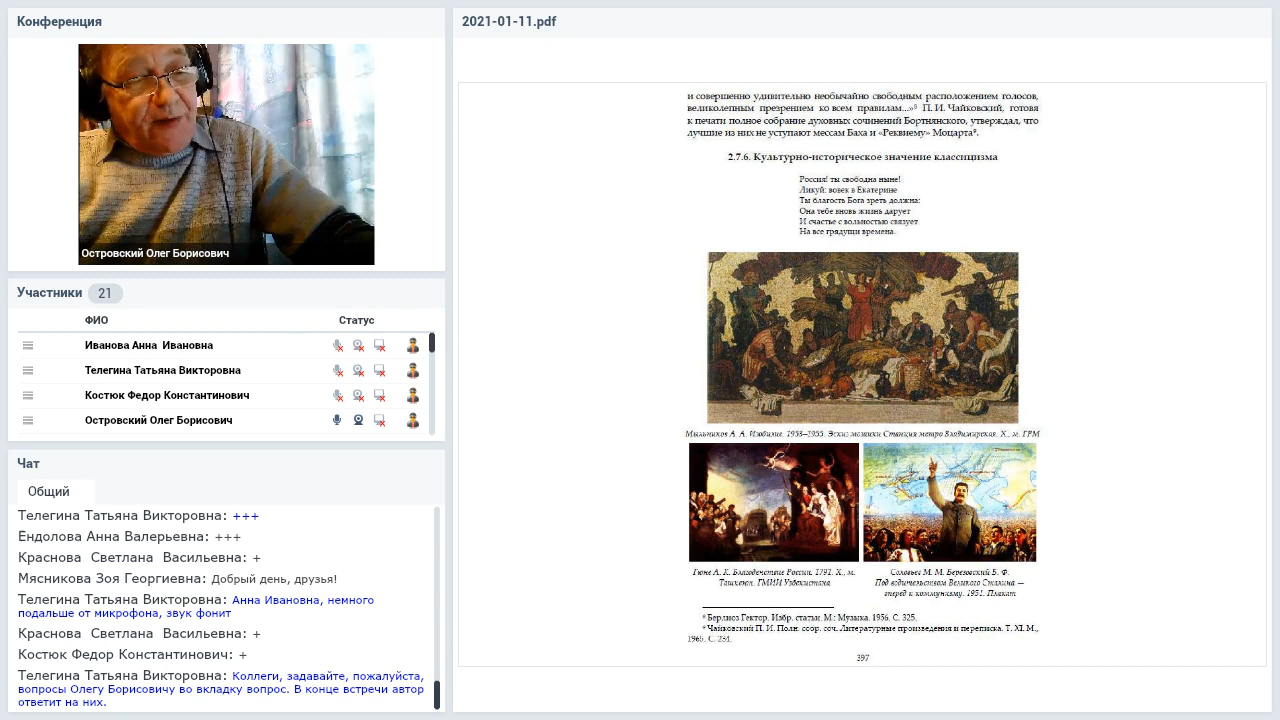 Конференция
Островский Олег Борисович
Участники 21
ФИО Статус
Иванова Анна Ивановна
Телегина Татьяна Викторовна
Костюк Федор Константинович
Островский Олег Борисович
Чат
Общий
Телегина Татьяна Викторовна: +++
Ендолова Анна Валерьевна: +++
Краснова Светлана Васильевна: +
Мясникова Зоя Георгиевна: Добрый день, друзья!
Телегина Татьяна Викторовна: Анна Ивановна, немного
подальше от микрофона, звук фонит
Краснова Светлана Васильевна: +
Костюк Федор Константинович: +
Телегина Татьяна Викторовна: Коллеги, задавайте, пожалуйста,
вопросы Олегу Борисовичу во вкладку вопрос. В конце встречи автор
ответит на них.
2021-01-11.pdf
и совершенно удивительно необычайно свободным расположением голосов,
великолепным презрением ко всем правилам...»⁸ П. И. Чайковский, готовя
к печати полное собрание духовных сочинений Бортнянского, утверждал, что
лучшие из них не уступают мессам Баха и «Реквиему» Моцарта⁹.
2.7.6. Культурно-историческое значение классицизма
Россия! ты свободна ныне!
Ликуй: вовек в Екатерине
Ты благость Бога зреть должна:
Она тебе вновь жизнь дарует
И счастье с вольностью связует
На все грядущи времена.
Мыльников А. А. Изобилие. 1953–1955. Эскиз мозаики Станция метро Владимирская. Х., м. ГРМ
Гюне А. К. Благоденствие России. 1792. Х., м.
Ташкент. ГМИИ Узбекистана
Соловьев М. М. Березовский Б. Ф.
Под водительством Великого Сталина —
вперед к коммунизму. 1951. Плакат
⁸ Берлиоз Гектор. Избр. статьи. М.: Музыка. 1956. С. 325.
⁹ Чайковский П. И. Полн. собр. соч. Литературные произведения и переписка. Т. XI. М.,
1965. С. 234.
397